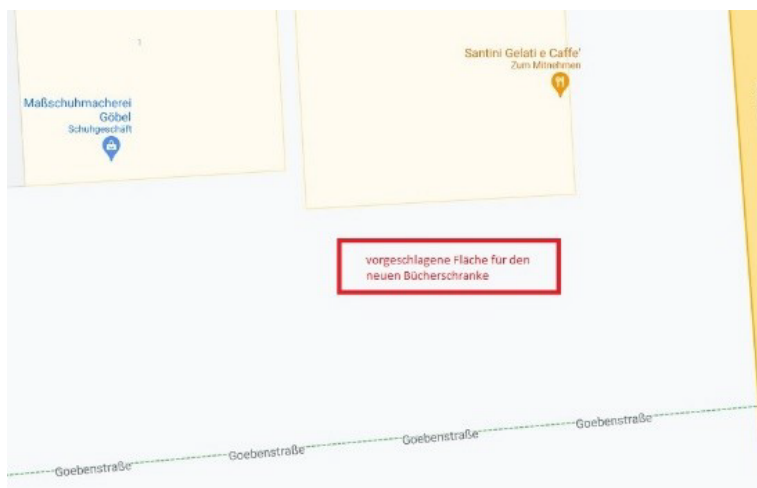 1
Santini Gelati e Caffe'
Zum Mitnehmen
Maßschuhmacherei
Göbel
Schuhgeschäft
vorgeschlagene Fläche für den
neuen Bücherschranke
Goebenstraße
Goebenstraße
Goebenstraße
Goebenstraße